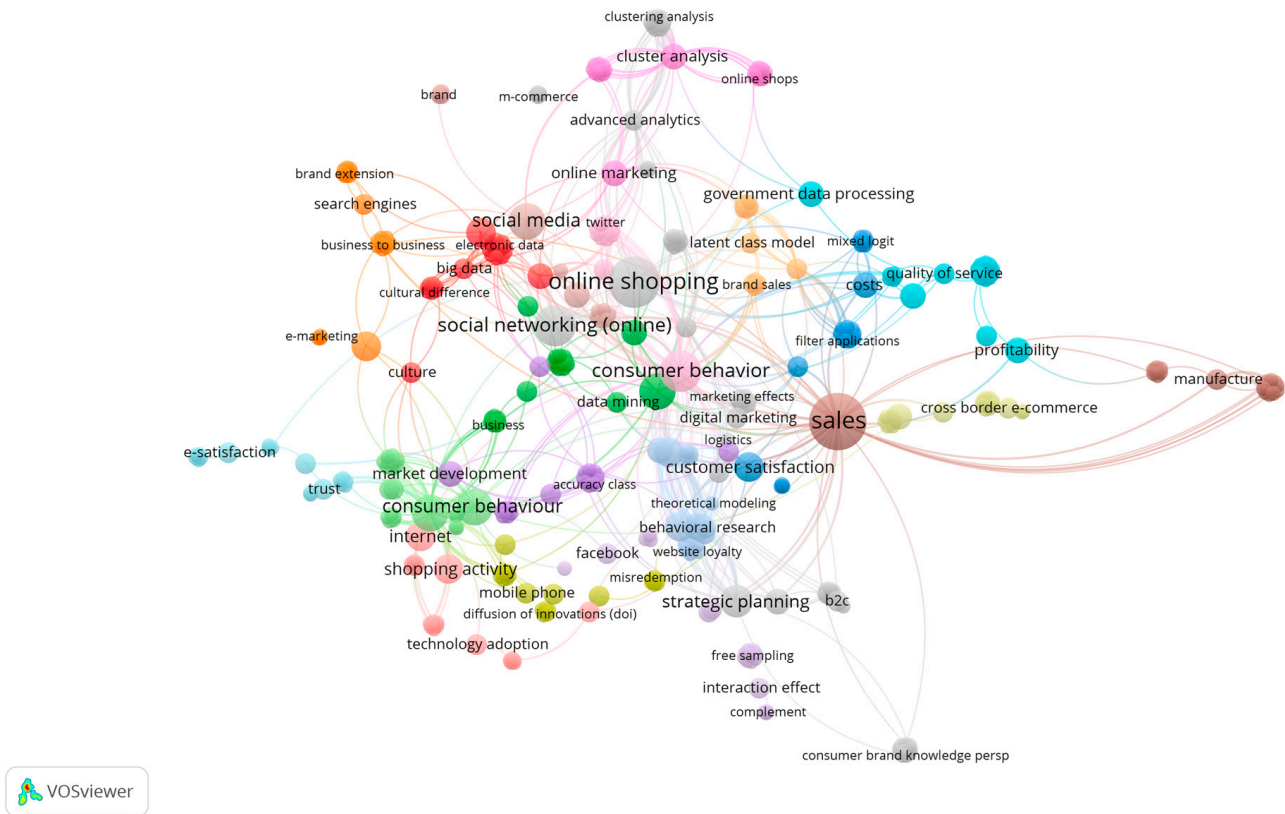 clustering analysis
cluster analysis
online shops
brand
m-commerce
advanced analytics
brand extension
online marketing
government data processing
search engines
social media
twitter
business to business
electronic data
latent class model
mixed logit
big data
quality of service
online shopping
brand sales
costs
cultural difference
social networking (online)
e-marketing
filter applications
profitability
culture
consumer behavior
manufacture
marketing effects
data mining
digital marketing
cross border e-commerce
sales
business
logistics
e-satisfaction
market development
customer satisfaction
trust
accuracy class
consumer behaviour
theoretical modeling
behavioral research
internet
facebook
website loyalty
shopping activity
misredemption
mobile phone
strategic planning
b2c
diffusion of innovations (doi)
technology adoption
free sampling
interaction effect
complement
consumer brand knowledge persp
VOSviewer